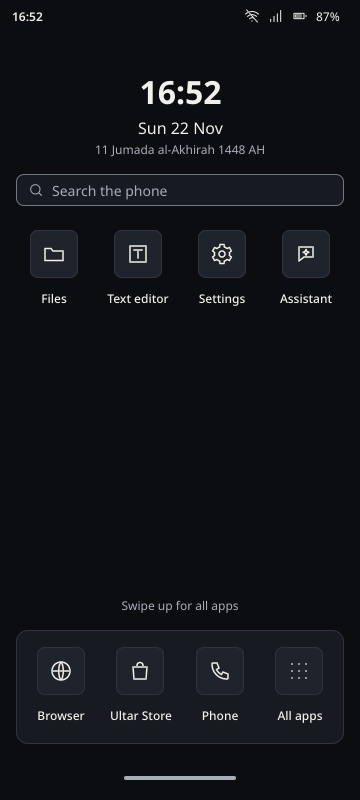 16:52
87%
16:52
Sun 22 Nov
11 Jumada al-Akhirah 1448 AH
Search the phone
Files
Text editor
Settings
Assistant
Swipe up for all apps
Browser
Ultar Store
Phone
All apps